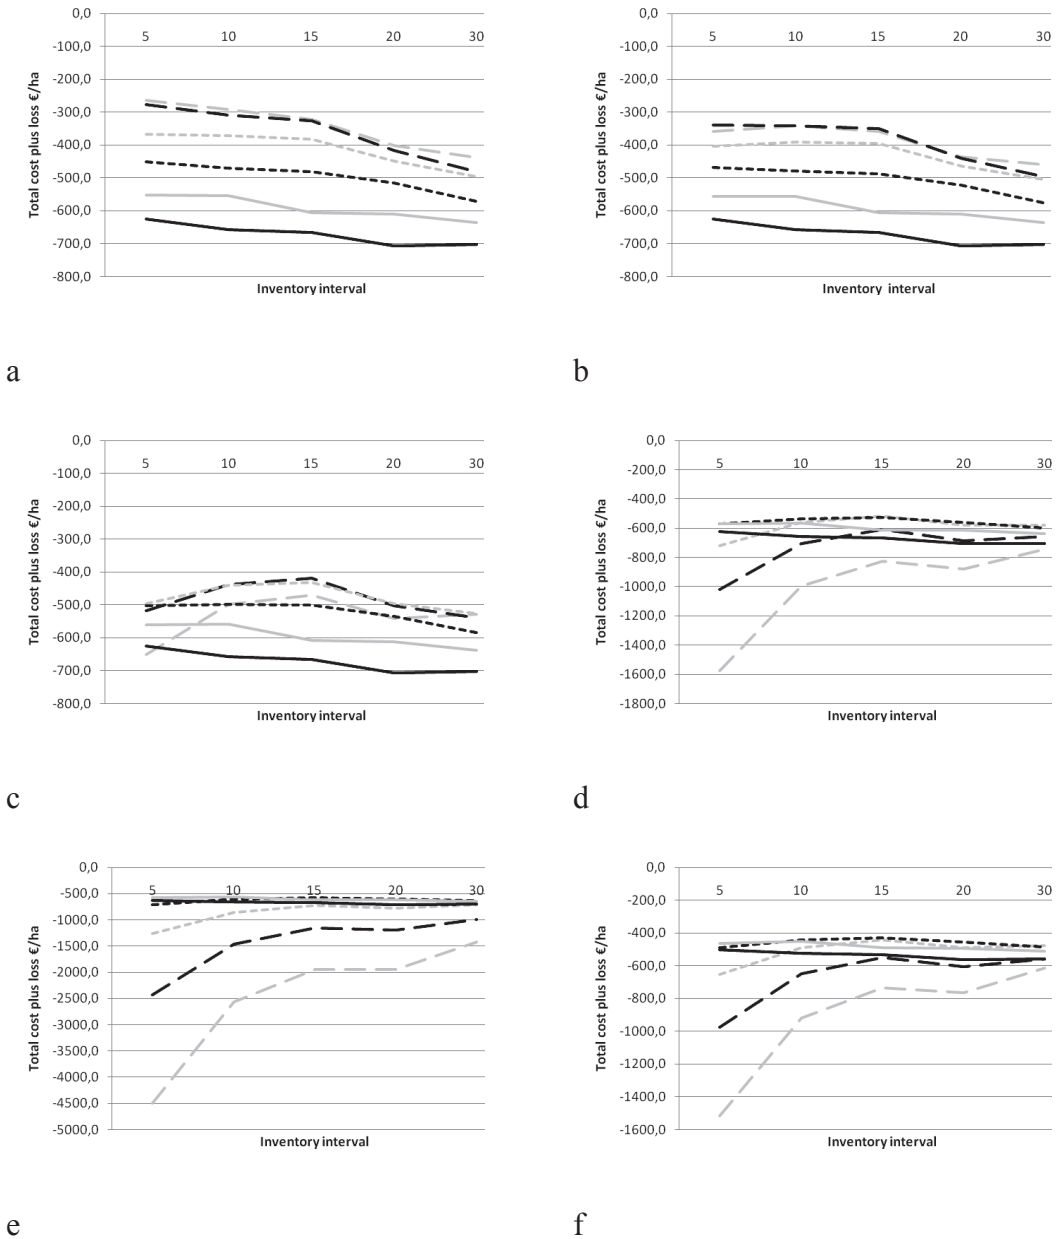 0,0
-100,0
-200,0
-300,0
-400,0
-500,0
-600,0
-700,0
-800,0
5 10 15 20 30
Total cost plus loss €/ha
Inventory interval
a
0,0
-100,0
-200,0
-300,0
-400,0
-500,0
-600,0
-700,0
-800,0
5 10 15 20 30
Total cost plus loss €/ha
Inventory interval
b
0,0
-100,0
-200,0
-300,0
-400,0
-500,0
-600,0
-700,0
-800,0
5 10 15 20 30
Total cost plus loss €/ha
Inventory interval
c
0,0
-200,0
-400,0
-600,0
-800,0
-1000,0
-1200,0
-1400,0
-1600,0
-1800,0
5 10 15 20 30
Total cost plus loss €/ha
Inventory interval
d
0,0
-500,0
-1000,0
-1500,0
-2000,0
-2500,0
-3000,0
-3500,0
-4000,0
-4500,0
-5000,0
5 10 15 20 30
Total cost plus loss €/ha
Inventory interval
e
0,0
-200,0
-400,0
-600,0
-800,0
-1000,0
-1200,0
-1400,0
-1600,0
5 10 15 20 30
Total cost plus loss €/ha
Inventory interval
f